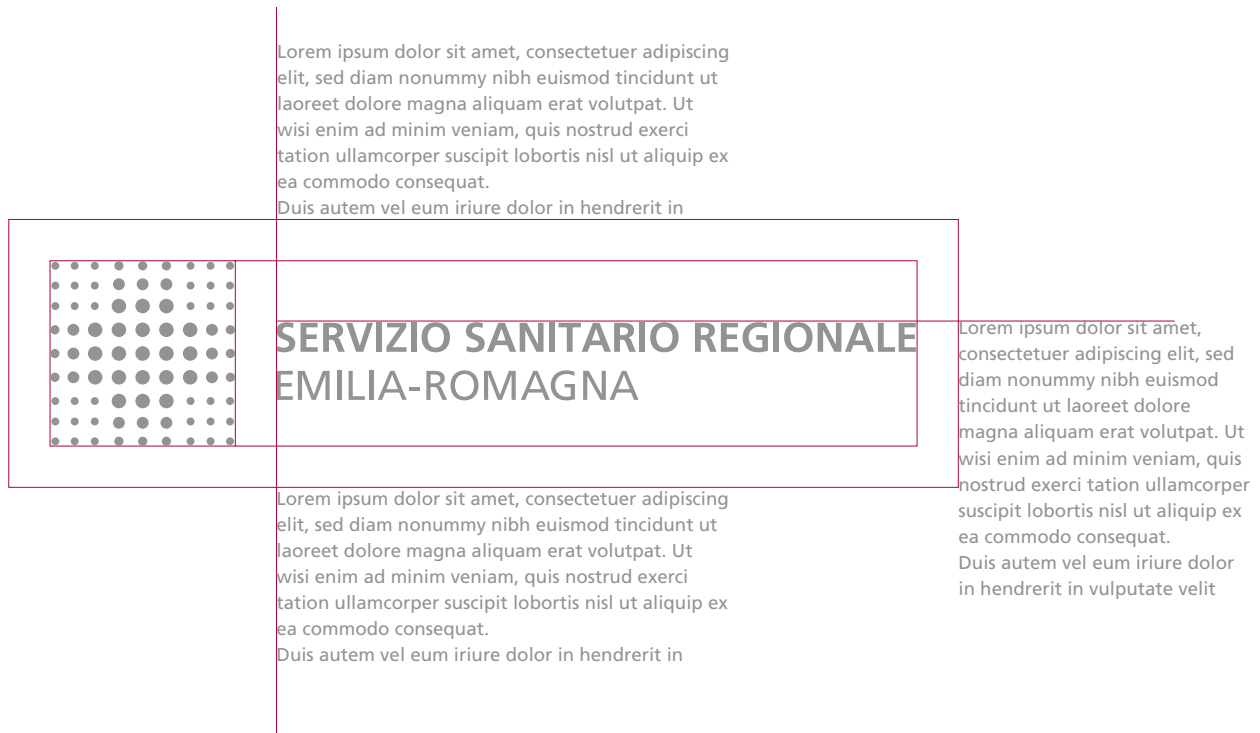 Lorem ipsum dolor sit amet, consectetuer adipiscing
elit, sed diam nonummy nibh euismod tincidunt ut
laoreet dolore magna aliquam erat volutpat. Ut
wisi enim ad minim veniam, quis nostrud exerci
tation ullamcorper suscipit lobortis nisl ut aliquip ex
ea commodo consequat.
Duis autem vel eum iriure dolor in hendrerit in
SERVIZIO SANITARIO REGIONALE
EMILIA-ROMAGNA
Lorem ipsum dolor sit amet,
consectetuer adipiscing elit, sed
diam nonummy nibh euismod
tincidunt ut laoreet dolore
magna aliquam erat volutpat. Ut
wisi enim ad minim veniam, quis
nostrud exerci tation ullamcorper
suscipit lobortis nisl ut aliquip ex
ea commodo consequat.
Duis autem vel eum iriure dolor
in hendrerit in vulputate velit
Lorem ipsum dolor sit amet, consectetuer adipiscing
elit, sed diam nonummy nibh euismod tincidunt ut
laoreet dolore magna aliquam erat volutpat. Ut
wisi enim ad minim veniam, quis nostrud exerci
tation ullamcorper suscipit lobortis nisl ut aliquip ex
ea commodo consequat.
Duis autem vel eum iriure dolor in hendrerit in